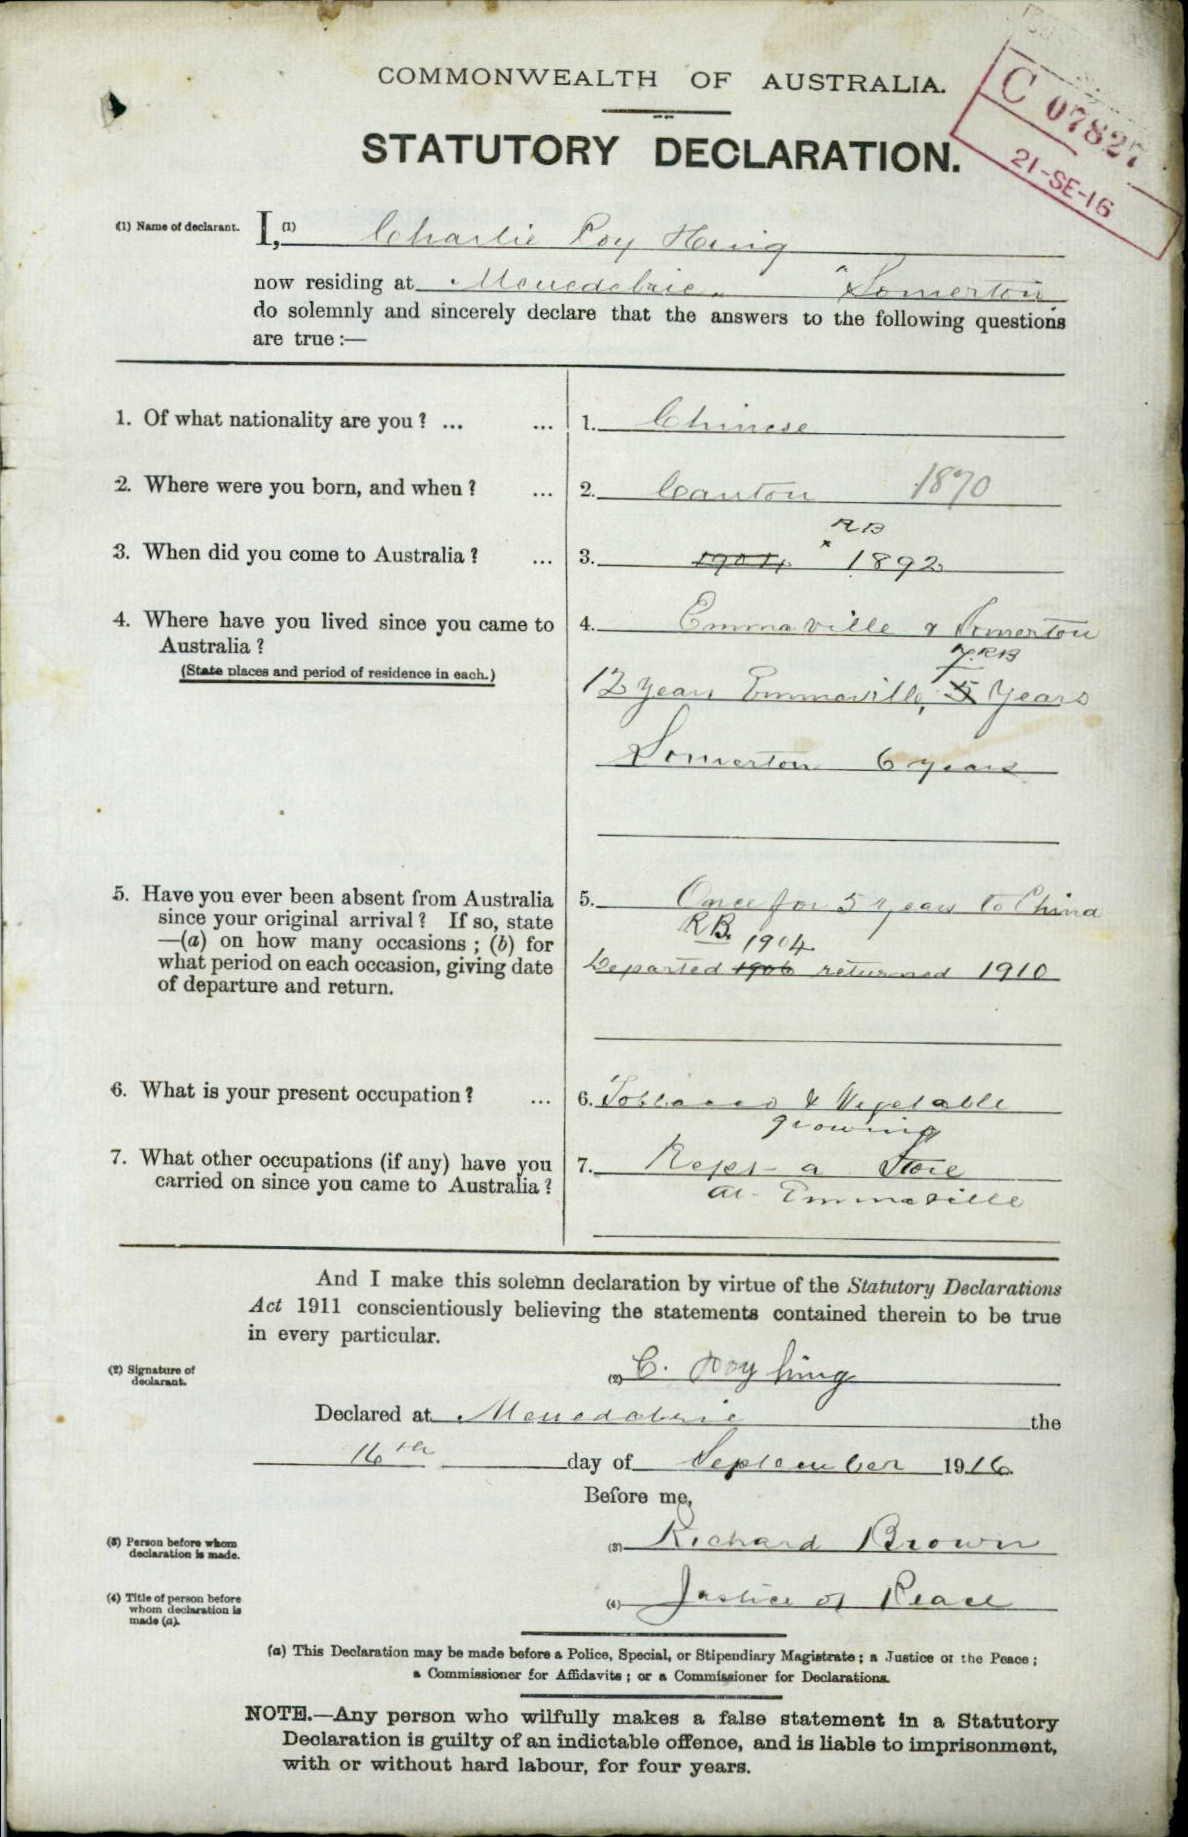 COMMONWEALTH OF AUSTRALIA.
C 07827
21-SE-16
STATUTORY DECLARATION.
(1) Name of declarant. I,(1) Charlie Poy Hing
now residing at Menedebrie. "Somerton
do solemnly and sincerely declare that the answers to the following questions
are true :—
1. Of what nationality are you ? ... ... 1. Chinese
2. Where were you born, and when ? ... 2. Canton 1870
RB
3. When did you come to Australia ? ... 3. 1904 × 1892
4. Where have you lived since you came to 4. Emmaville & Somerton
Australia ?
(State places and period of residence in each.)
7. RB
12 years Emmaville, 5 years
Somerton 6 years
5. Have you ever been absent from Australia 5. Once for 5 years to China
since your original arrival ? If so, state
—(a) on how many occasions ; (b) for
what period on each occasion, giving date
of departure and return.
RB. 1904
Departed 1906 returned 1910
6. What is your present occupation ? ... 6. Tobbacco & Vegetable
growing
7. What other occupations (if any) have you 7. Kept a Store
carried on since you came to Australia ? at Emmaville
And I make this solemn declaration by virtue of the Statutory Declarations
Act 1911 conscientiously believing the statements contained therein to be true
in every particular.
(2) Signature of
declarant.
(2) C. Poy hing
Declared at Menedabrie the
16th day of September 1916
Before me,
(3) Person before whom
declaration is made.
(3) Richard Brown
(4) Title of person before
whom declaration is
made (a).
(4) Justice of Peace
(a) This Declaration may be made before a Police, Special, or Stipendiary Magistrate ; a Justice of the Peace ;
a Commissioner for Affidavits ; or a Commissioner for Declarations.
NOTE.—Any person who wilfully makes a false statement in a Statutory
Declaration is guilty of an indictable offence, and is liable to imprisonment,
with or without hard labour, for four years.